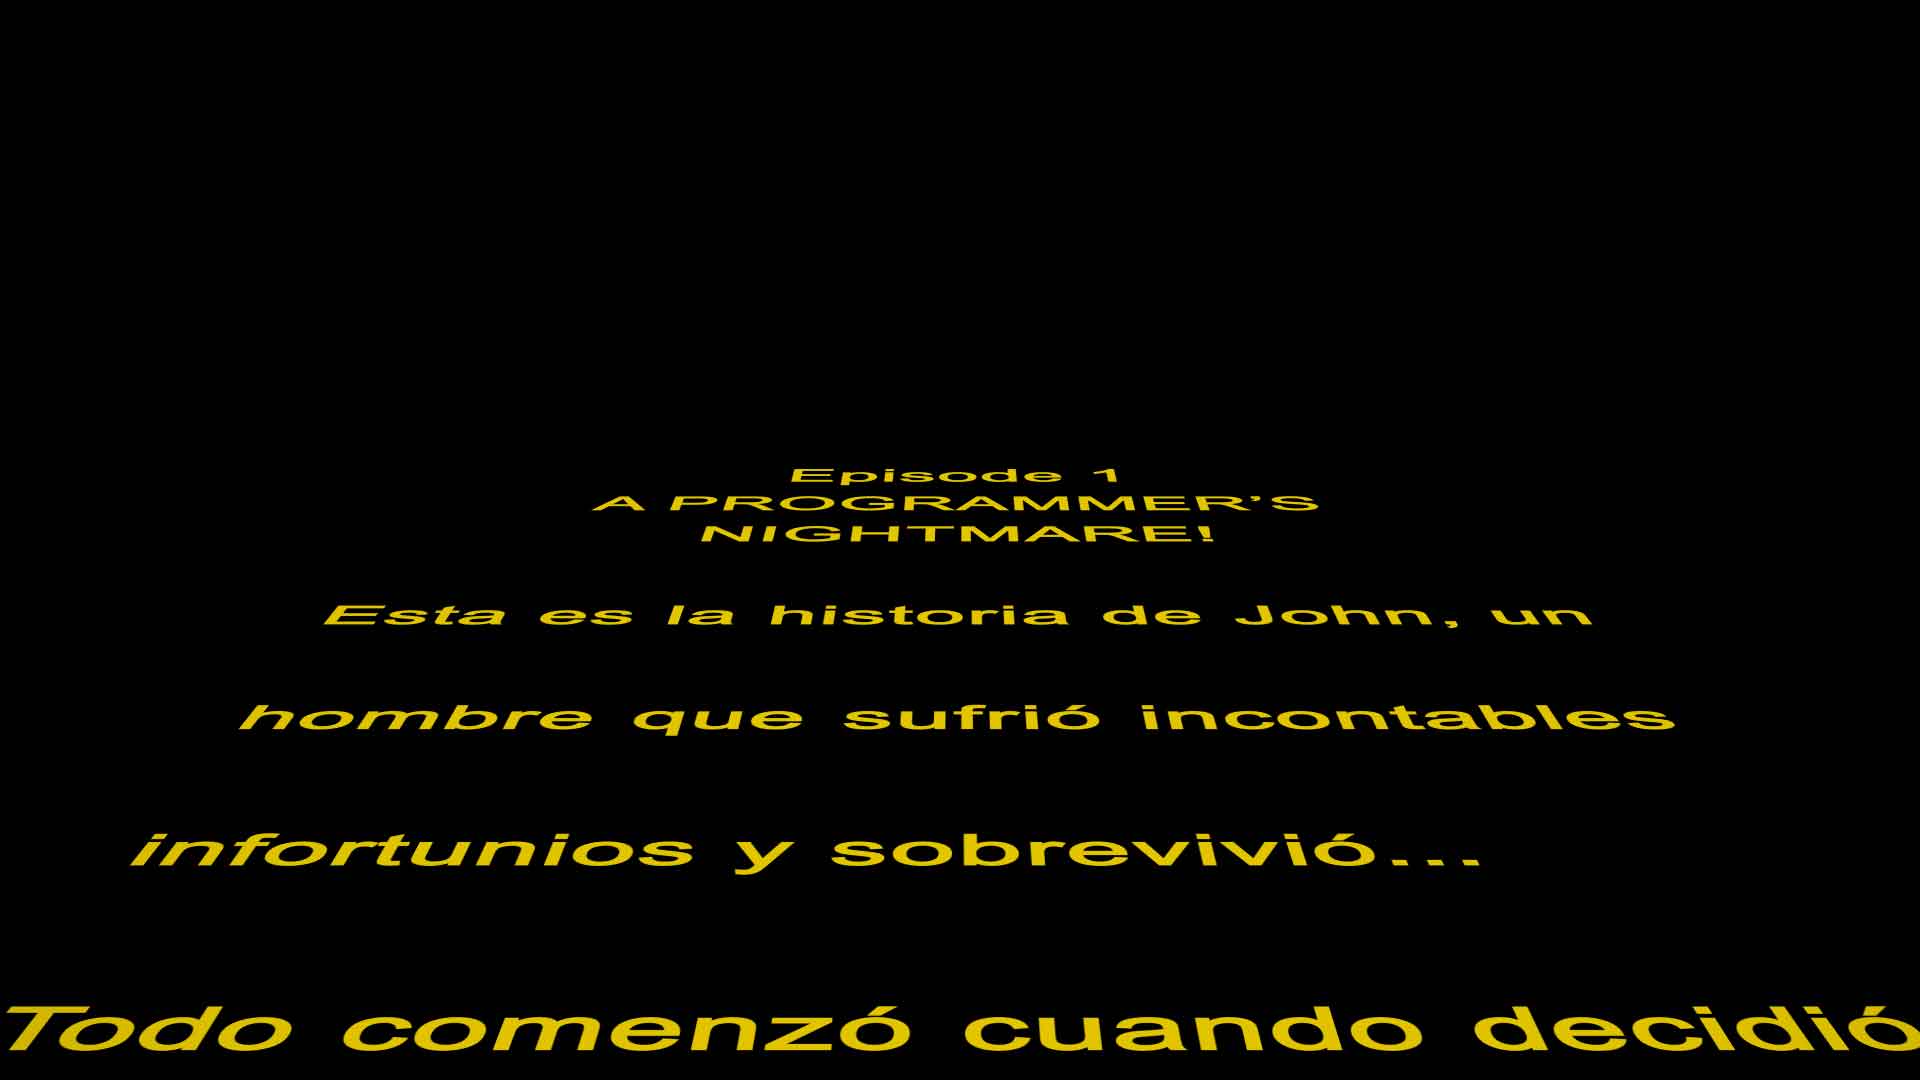 Episode 1
A PROGRAMMER’S
NIGHTMARE!
Esta es la historia de John, un
hombre que sufrió incontables
infortunios y sobrevivió...
Todo comenzó cuando decidió